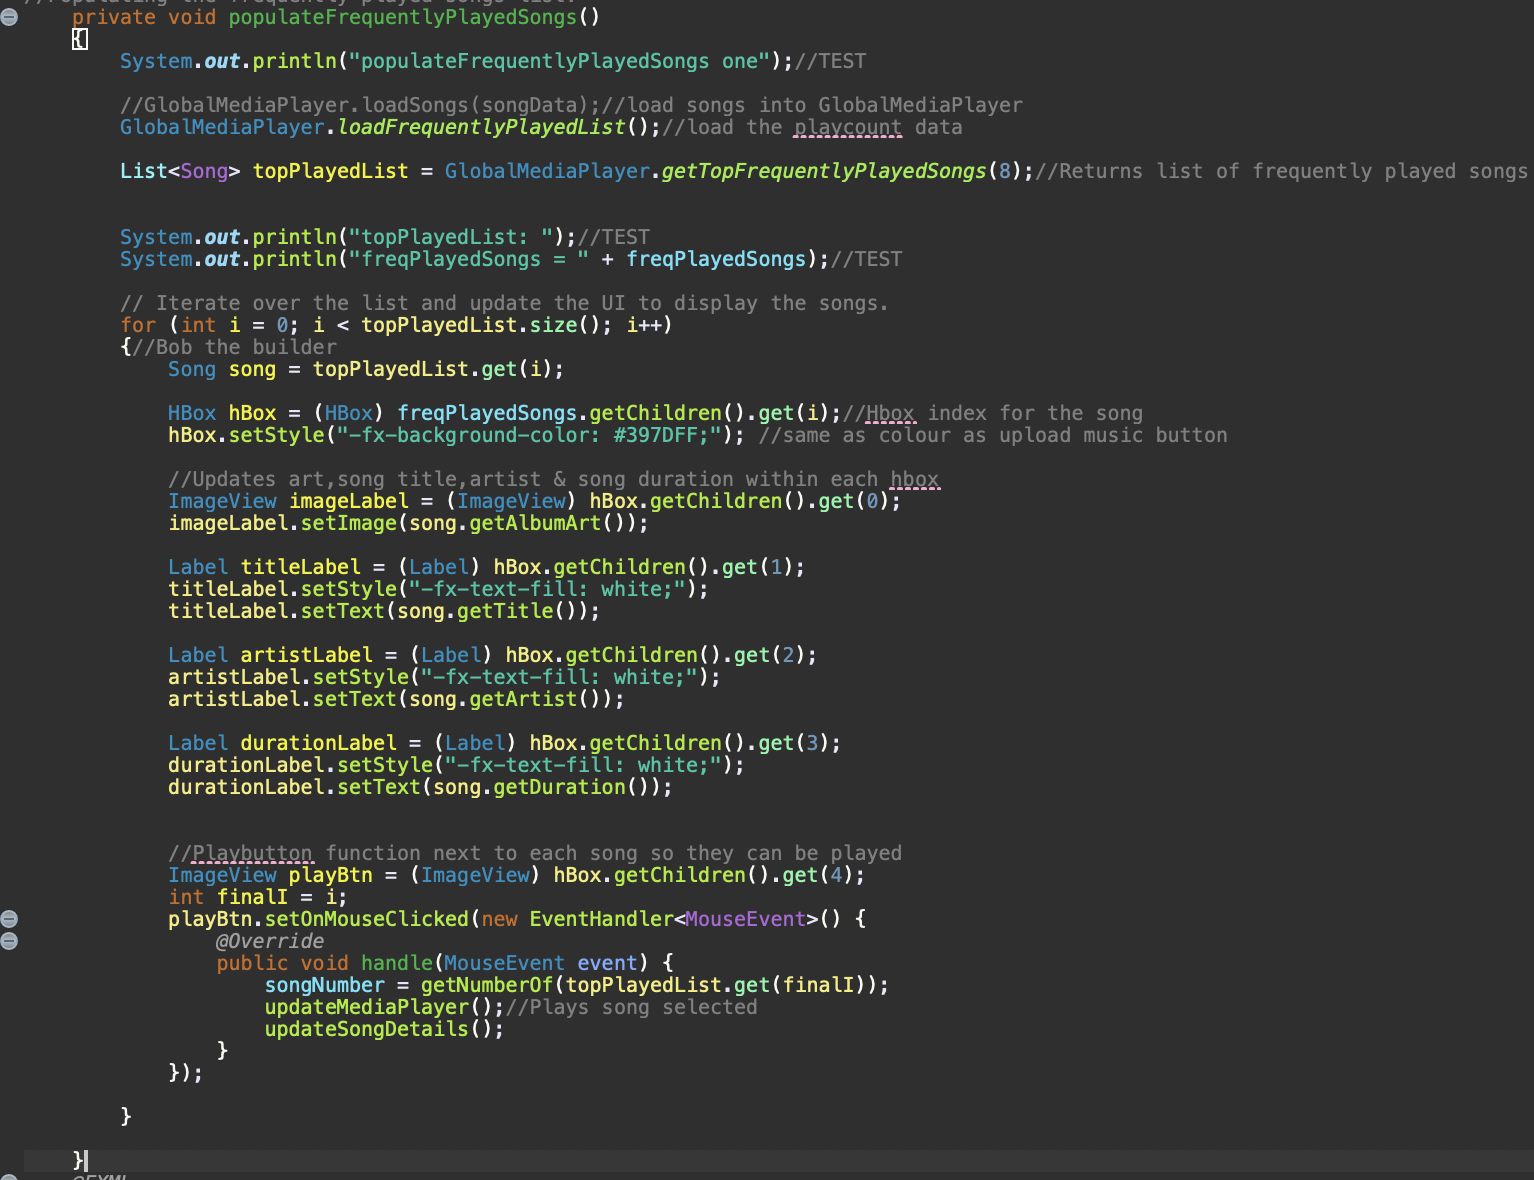 //Populating the frequently played songs list.
private void populateFrequentlyPlayedSongs()
{
System.out.println("populateFrequentlyPlayedSongs one");//TEST
//GlobalMediaPlayer.loadSongs(songData);//load songs into GlobalMediaPlayer
GlobalMediaPlayer.loadFrequentlyPlayedList();//load the playcount data
List<Song> topPlayedList = GlobalMediaPlayer.getTopFrequentlyPlayedSongs(8);//Returns list of frequently played songs
System.out.println("topPlayedList: ");//TEST
System.out.println("freqPlayedSongs = " + freqPlayedSongs);//TEST
// Iterate over the list and update the UI to display the songs.
for (int i = 0; i < topPlayedList.size(); i++)
{//Bob the builder
Song song = topPlayedList.get(i);
HBox hBox = (HBox) freqPlayedSongs.getChildren().get(i);//Hbox index for the song
hBox.setStyle("-fx-background-color: #397DFF;"); //same as colour as upload music button
//Updates art,song title,artist & song duration within each hbox
ImageView imageLabel = (ImageView) hBox.getChildren().get(0);
imageLabel.setImage(song.getAlbumArt());
Label titleLabel = (Label) hBox.getChildren().get(1);
titleLabel.setStyle("-fx-text-fill: white;");
titleLabel.setText(song.getTitle());
Label artistLabel = (Label) hBox.getChildren().get(2);
artistLabel.setStyle("-fx-text-fill: white;");
artistLabel.setText(song.getArtist());
Label durationLabel = (Label) hBox.getChildren().get(3);
durationLabel.setStyle("-fx-text-fill: white;");
durationLabel.setText(song.getDuration());
//Playbutton function next to each song so they can be played
ImageView playBtn = (ImageView) hBox.getChildren().get(4);
int finalI = i;
playBtn.setOnMouseClicked(new EventHandler<MouseEvent>() {
@Override
public void handle(MouseEvent event) {
songNumber = getNumberOf(topPlayedList.get(finalI));
updateMediaPlayer();//Plays song selected
updateSongDetails();
}
});
}
}
@FXML